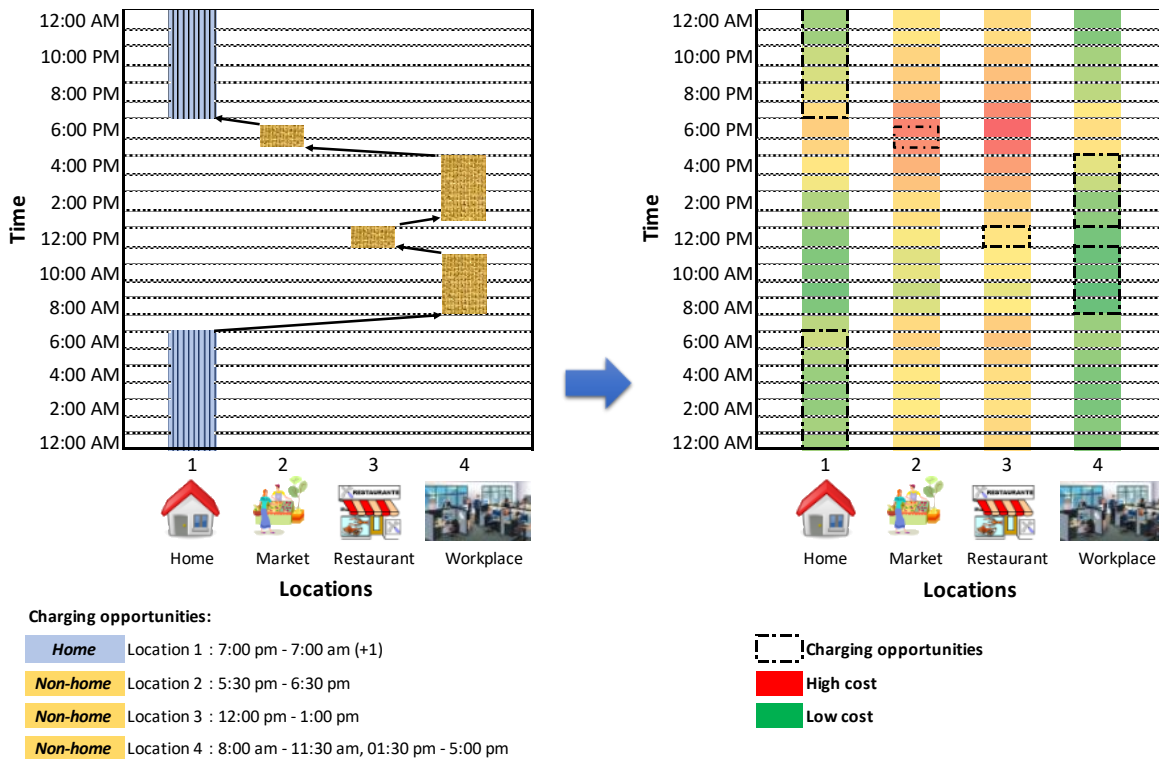 12:00 AM
10:00 PM
8:00 PM
6:00 PM
4:00 PM
2:00 PM
12:00 PM
10:00 AM
8:00 AM
6:00 AM
4:00 AM
2:00 AM
12:00 AM
Time
1 2 3 4
RESTAURANTE
Home Market Restaurant Workplace
Locations
12:00 AM
10:00 PM
8:00 PM
6:00 PM
4:00 PM
2:00 PM
12:00 PM
10:00 AM
8:00 AM
6:00 AM
4:00 AM
2:00 AM
12:00 AM
Time
1 2 3 4
RESTAURANTE
Home Market Restaurant Workplace
Locations
Charging opportunities:
Home Location 1 : 7:00 pm - 7:00 am (+1)
Non-home Location 2 : 5:30 pm - 6:30 pm
Non-home Location 3 : 12:00 pm - 1:00 pm
Non-home Location 4 : 8:00 am - 11:30 am, 01:30 pm - 5:00 pm
Charging opportunities
High cost
Low cost